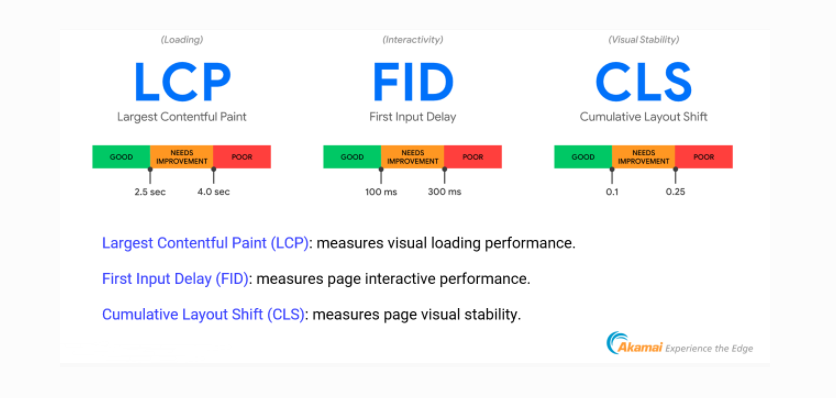 (Loading)
LCP
Largest Contentful Paint
GOOD
NEEDS
IMPROVEMENT
POOR
2.5 sec
4.0 sec
(Interactivity)
FID
First Input Delay
GOOD
NEEDS
IMPROVEMENT
POOR
100 ms
300 ms
(Visual Stability)
CLS
Cumulative Layout Shift
GOOD
NEEDS
IMPROVEMENT
POOR
0.1
0.25
Largest Contentful Paint (LCP): measures visual loading performance.
First Input Delay (FID): measures page interactive performance.
Cumulative Layout Shift (CLS): measures page visual stability.
Akamai Experience the Edge